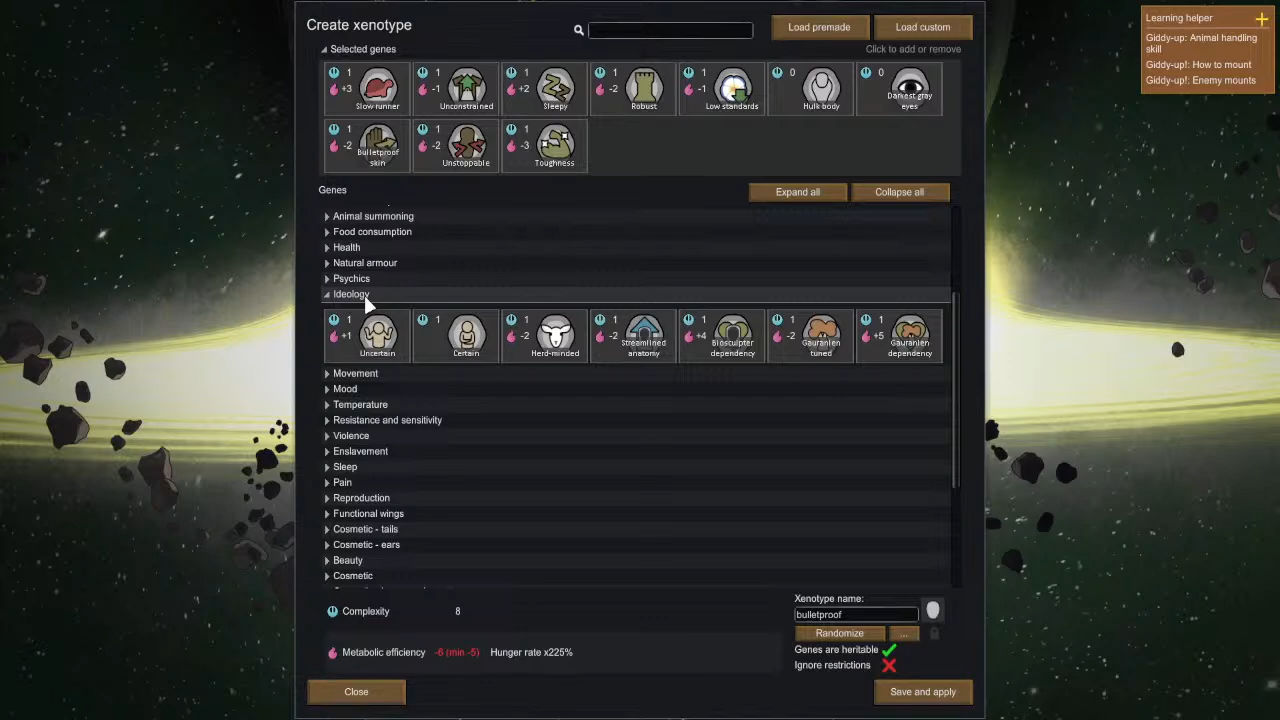 Create xenotype
Load premade
Load custom
Selected genes
Click to add or remove
1 +3 Slow runner
1 -1 Unconstrained
1 +2 Sleepy
1 -2 Robust
1 -1 Low standards
0 Hulk body
0 Darkest gray eyes
1 -2 Bulletproof skin
1 -2 Unstoppable
1 -3 Toughness
Genes
Expand all
Collapse all
Animal summoning
Food consumption
Health
Natural armour
Psychics
Ideology
1 +1 Uncertain
1 Certain
1 -2 Herd-minded
1 -2 Streamlined anatomy
1 +4 Biosculpter dependency
1 -2 Gauranlen tuned
1 +5 Gauranlen dependency
Movement
Mood
Temperature
Resistance and sensitivity
Violence
Enslavement
Sleep
Pain
Reproduction
Functional wings
Cosmetic - tails
Cosmetic - ears
Beauty
Cosmetic
Complexity 8
Metabolic efficiency -6 (min -5) Hunger rate x225%
Xenotype name:
bulletproof
Randomize
...
Genes are heritable
Ignore restrictions
Close
Save and apply
Learning helper
Giddy-up: Animal handling
skill
Giddy-up!: How to mount
Giddy-up!: Enemy mounts